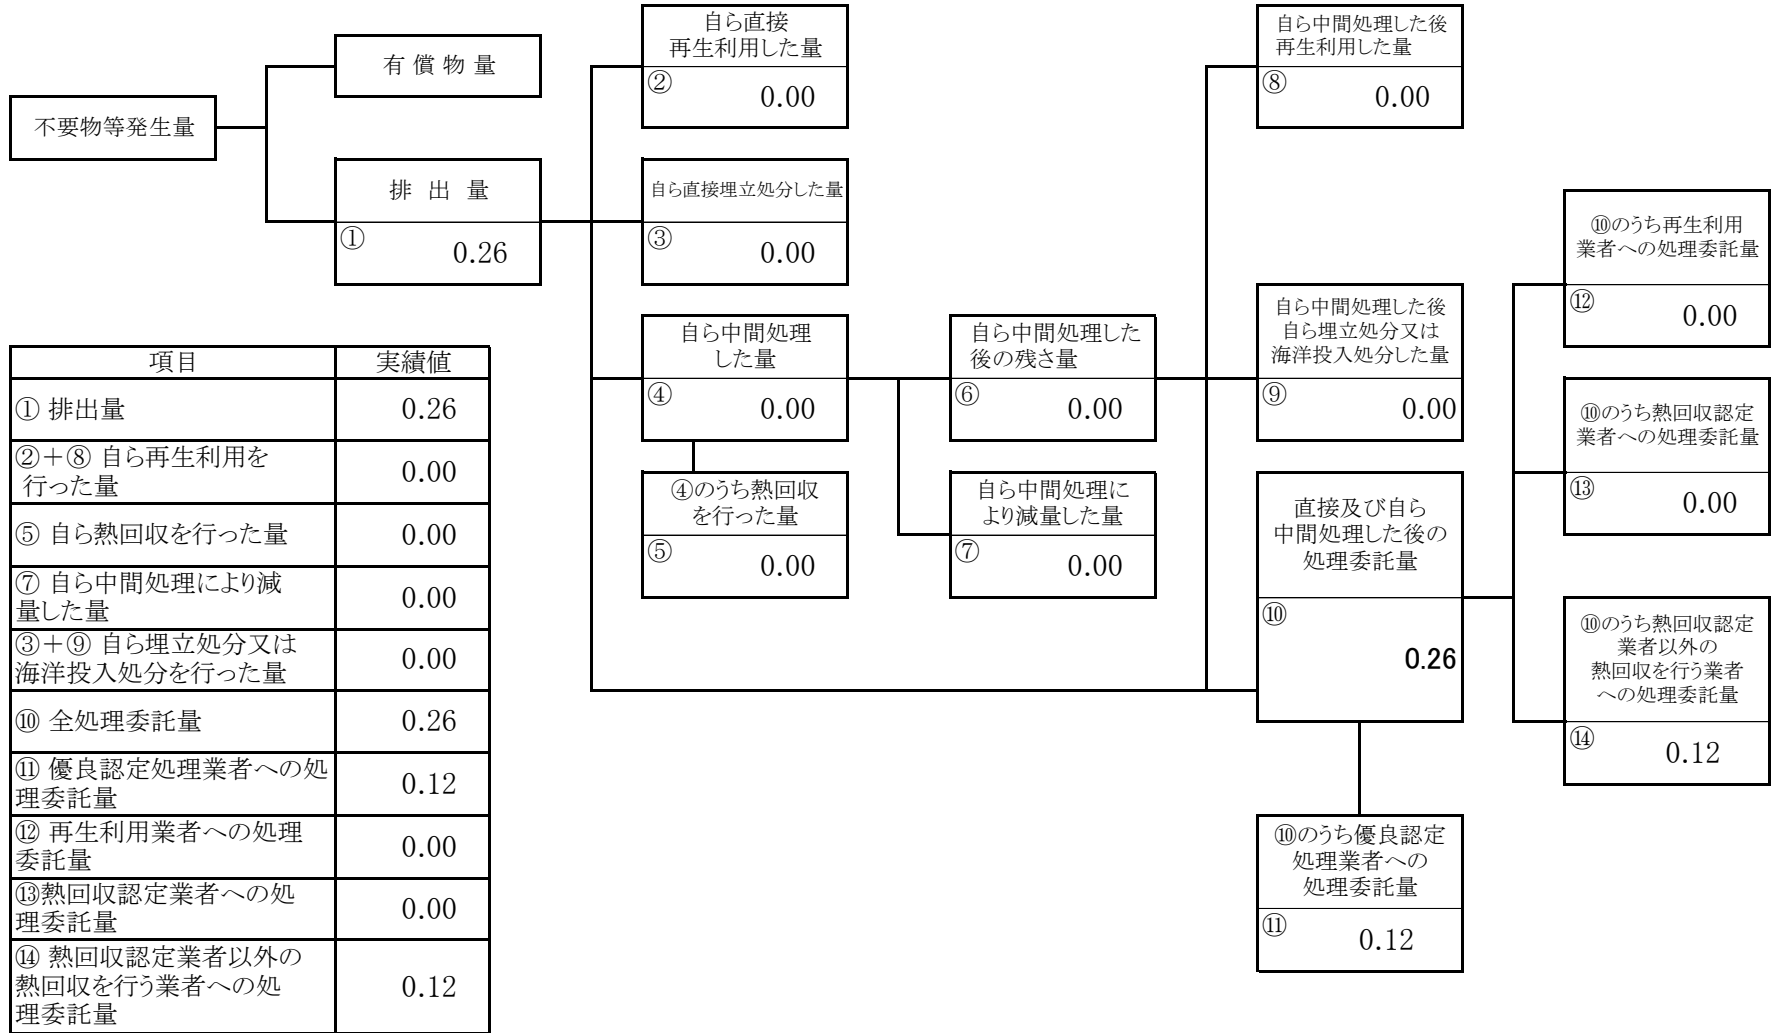 不要物等発生量
有償物量
排出量
①
0.26
自ら直接
再生利用した量
②
0.00
自ら直接埋立処分した量
③
0.00
自ら中間処理
した量
④
0.00
④のうち熱回収
を行った量
⑤
0.00
自ら中間処理した
後の残さ量
⑥
0.00
自ら中間処理に
より減量した量
⑦
0.00
自ら中間処理した後
再生利用した量
⑧
0.00
自ら中間処理した後
自ら埋立処分又は
海洋投入処分した量
⑨
0.00
直接及び自ら
中間処理した後の
処理委託量
⑩
0.26
⑩のうち優良認定
処理業者への
処理委託量
⑪
0.12
⑩のうち再生利用
業者への処理委託量
⑫
0.00
⑩のうち熱回収認定
業者への処理委託量
⑬
0.00
⑩のうち熱回収認定
業者以外の
熱回収を行う業者
への処理委託量
⑭
0.12
項目 実績値
① 排出量 0.26
②+⑧ 自ら再生利用を
行った量 0.00
⑤ 自ら熱回収を行った量 0.00
⑦ 自ら中間処理により減
量した量 0.00
③+⑨ 自ら埋立処分又は
海洋投入処分を行った量 0.00
⑩ 全処理委託量 0.26
⑪ 優良認定処理業者への処
理委託量 0.12
⑫ 再生利用業者への処理
委託量 0.00
⑬熱回収認定業者への処
理委託量 0.00
⑭ 熱回収認定業者以外の
熱回収を行う業者への処
理委託量 0.12